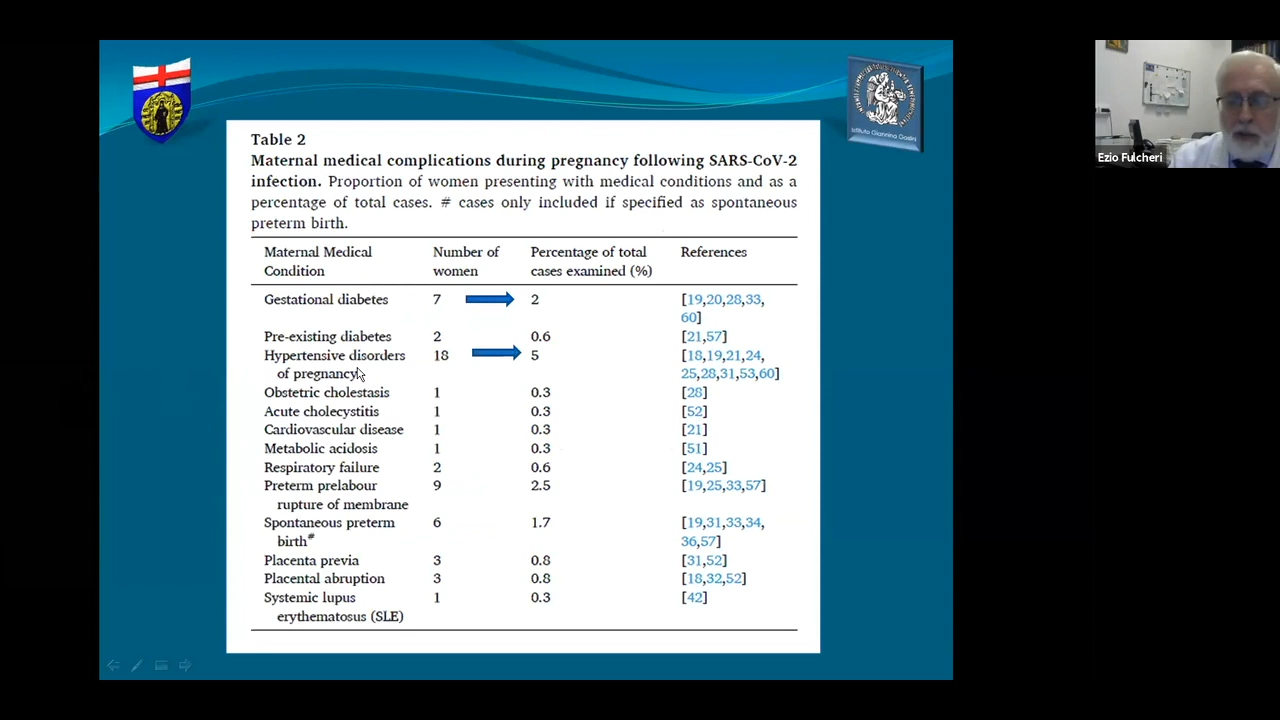 Table 2
Maternal medical complications during pregnancy following SARS-CoV-2
infection. Proportion of women presenting with medical conditions and as a
percentage of total cases. # cases only included if specified as spontaneous
preterm birth.
Maternal Medical Condition Number of women Percentage of total cases examined (%) References
Gestational diabetes 7 2 [19,20,28,33,
60]
Pre-existing diabetes 2 0.6 [21,57]
Hypertensive disorders 18 5 [18,19,21,24,
of pregnancy 25,28,31,53,60]
Obstetric cholestasis 1 0.3 [28]
Acute cholecystitis 1 0.3 [52]
Cardiovascular disease 1 0.3 [21]
Metabolic acidosis 1 0.3 [51]
Respiratory failure 2 0.6 [24,25]
Preterm prelabour 9 2.5 [19,25,33,57]
rupture of membrane
Spontaneous preterm 6 1.7 [19,31,33,34,
birth# 36,57]
Placenta previa 3 0.8 [31,52]
Placental abruption 3 0.8 [18,32,52]
Systemic lupus 1 0.3 [42]
erythematosus (SLE)
Istituto Giannina Gaslini
Ezio Fulcheri